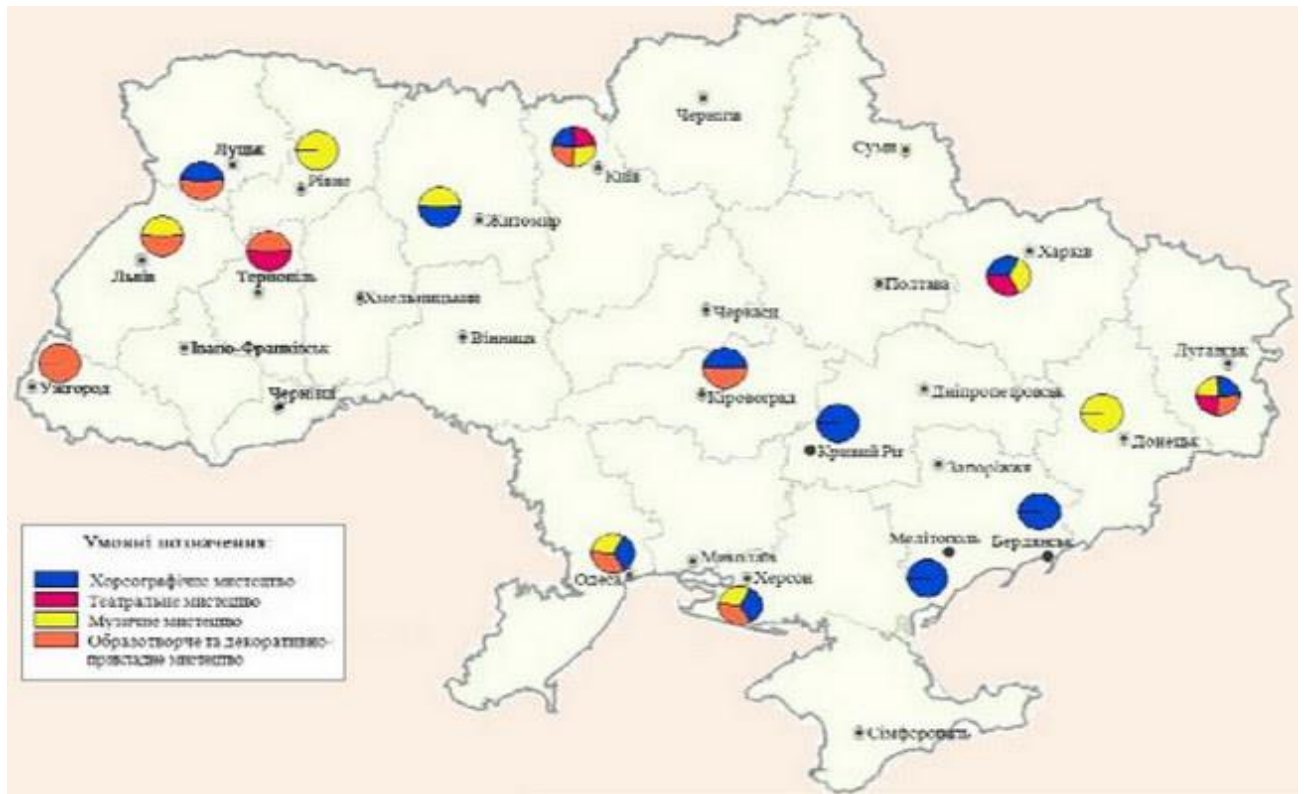 Чернігів
Суми
Луцьк
Рівне
Київ
Житомир
Харків
Львів
Тернопіль
Хмельницький
Полтава
Черкаси
Вінниця
Івано-Франківськ
Луганськ
Ужгород
Чернівці
Кіровоград
Дніпропетровськ
Донецьк
Кривий Ріг
Запоріжжя
Мелітополь
Бердянськ
Миколаїв
Одеса
Херсон
Сімферополь
Умовні позначення:
Хореографічне мистецтво
Театральне мистецтво
Музичне мистецтво
Образотворче та декоративно-
прикладне мистецтво